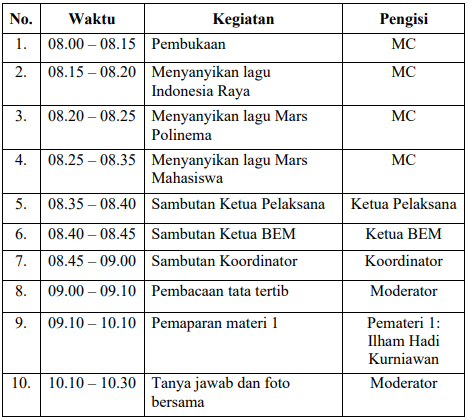 No. Waktu Kegiatan Pengisi
1. 08.00 – 08.15 Pembukaan MC
2. 08.15 – 08.20 Menyanyikan lagu MC
Indonesia Raya
3. 08.20 – 08.25 Menyanyikan lagu Mars MC
Polinema
4. 08.25 – 08.35 Menyanyikan lagu Mars MC
Mahasiswa
5. 08.35 – 08.40 Sambutan Ketua Pelaksana Ketua Pelaksana
6. 08.40 – 08.45 Sambutan Ketua BEM Ketua BEM
7. 08.45 – 09.00 Sambutan Koordinator Koordinator
8. 09.00 – 09.10 Pembacaan tata tertib Moderator
9. 09.10 – 10.10 Pemaparan materi 1 Pemateri 1:
Ilham Hadi
Kurniawan
10. 10.10 – 10.30 Tanya jawab dan foto Moderator
bersama